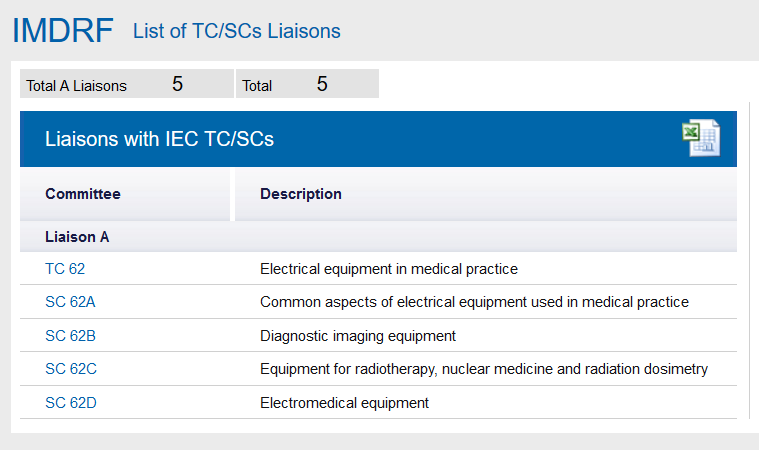 IMDRF List of TC/SCs Liaisons
Total A Liaisons 5 Total 5
Liaisons with IEC TC/SCs
Committee Description
Liaison A
TC 62 Electrical equipment in medical practice
SC 62A Common aspects of electrical equipment used in medical practice
SC 62B Diagnostic imaging equipment
SC 62C Equipment for radiotherapy, nuclear medicine and radiation dosimetry
SC 62D Electromedical equipment